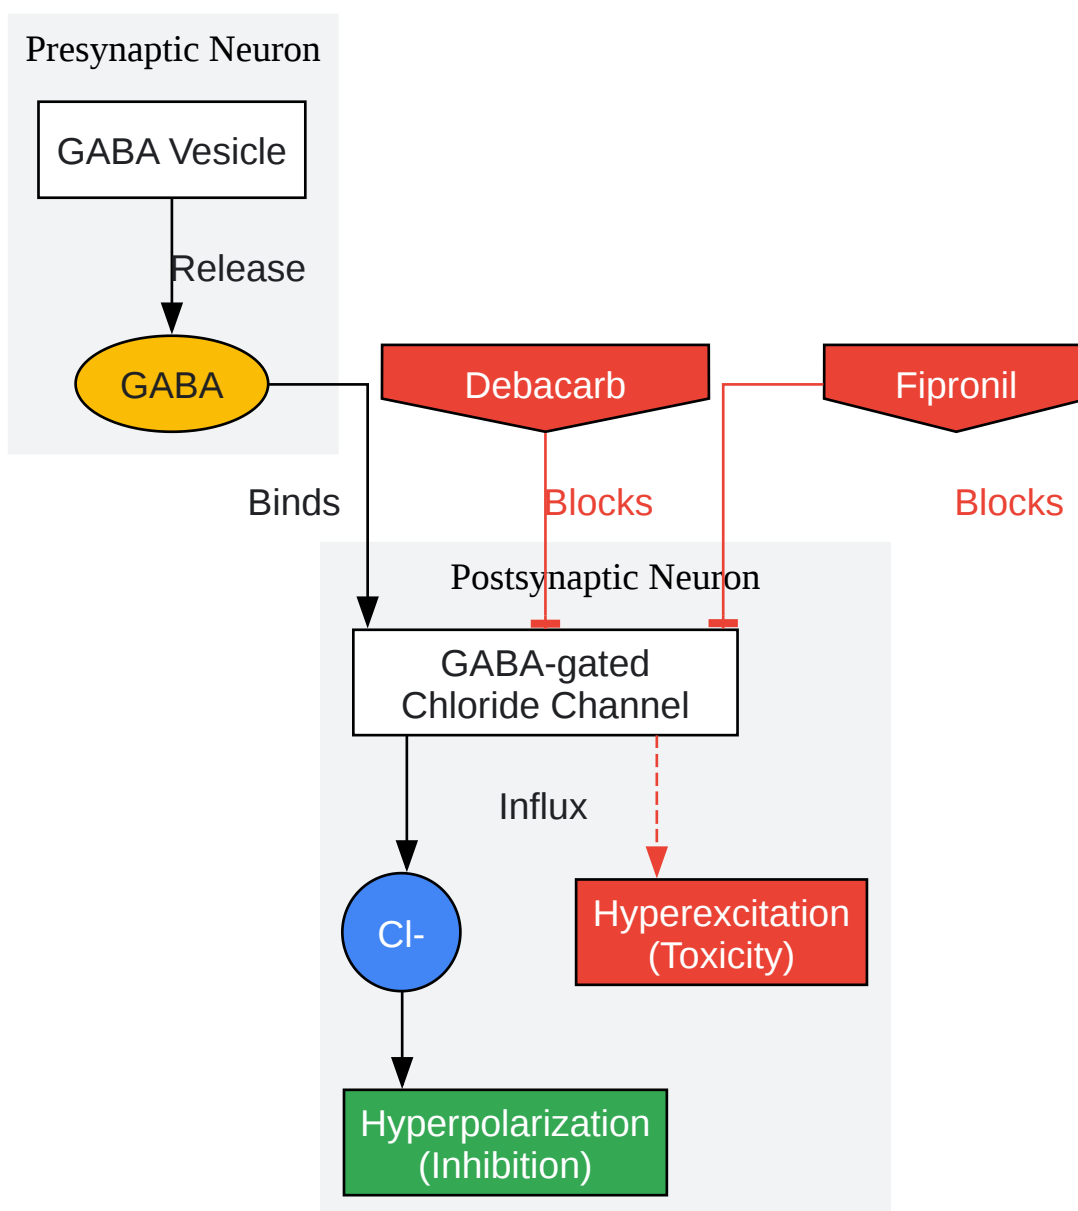 Presynaptic Neuron
GABA Vesicle
Release
GABA
Debacarb
Fipronil
Binds
Blocks
Blocks
Postsynaptic Neuron
GABA-gated
Chloride Channel
Influx
Cl-
Hyperexcitation
(Toxicity)
Hyperpolarization
(Inhibition)